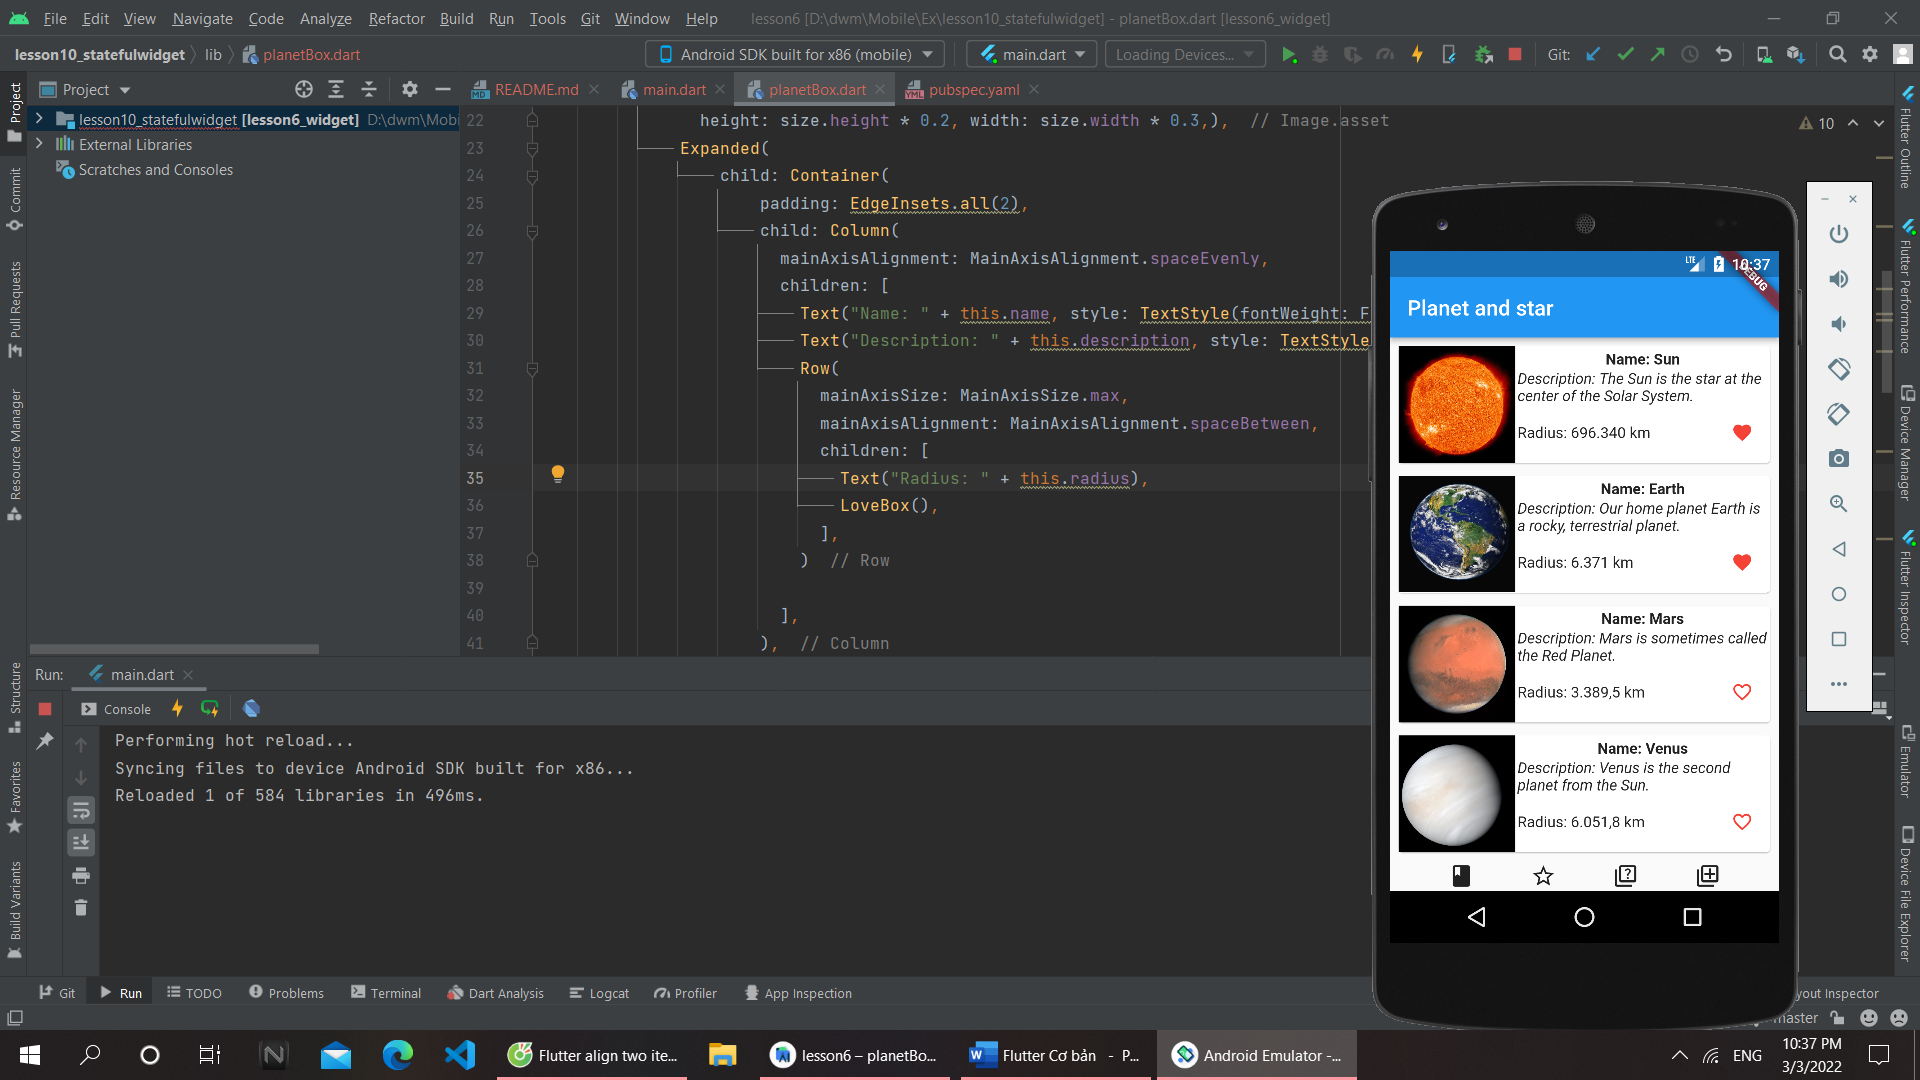 File Edit View Navigate Code Analyze Refactor Build Run Tools Git Window Help lesson6 [D:\dwm\Mobile\Ex\lesson10_statefulwidget] - planetBox.dart [lesson6_widget]
lesson10_statefulwidget lib planetBox.dart Android SDK built for x86 (mobile) main.dart Loading Devices... Git:
Project README.md main.dart planetBox.dart pubspec.yaml
lesson10_statefulwidget [lesson6_widget] D:\dwm\Mobi
External Libraries
Scratches and Consoles
22 height: size.height * 0.2, width: size.width * 0.3,), // Image.asset
10
23 Expanded(
24 child: Container(
25 padding: EdgeInsets.all(2),
26 child: Column(
27 mainAxisAlignment: MainAxisAlignment.spaceEvenly,
28 children: [
29 Text("Name: " + this.name, style: TextStyle(fontWeight: F
30 Text("Description: " + this.description, style: TextStyle
31 Row(
32 mainAxisSize: MainAxisSize.max,
33 mainAxisAlignment: MainAxisAlignment.spaceBetween,
34 children: [
35 Text("Radius: " + this.radius),
36 LoveBox(),
37 ],
38 ) // Row
39
40 ],
41 ), // Column
Project
Commit
Pull Requests
Resource Manager
Structure
Favorites
Build Variants
Run: main.dart
Console
Performing hot reload...
Syncing files to device Android SDK built for x86...
Reloaded 1 of 584 libraries in 496ms.
LTE 10:37
DEBUG
Planet and star
Name: Sun
Description: The Sun is the star at the
center of the Solar System.
Radius: 696.340 km
Name: Earth
Description: Our home planet Earth is
a rocky, terrestrial planet.
Radius: 6.371 km
Name: Mars
Description: Mars is sometimes called
the Red Planet.
Radius: 3.389,5 km
Name: Venus
Description: Venus is the second
planet from the Sun.
Radius: 6.051,8 km
Flutter Outline
Flutter Performance
Device Manager
Flutter Inspector
Emulator
Device File Explorer
Git Run TODO Problems Terminal Dart Analysis Logcat Profiler App Inspection yout Inspector
master
Flutter align two ite... lesson6 – planetBo... Flutter Cơ bản - P... Android Emulator -... ENG
10:37 PM
3/3/2022